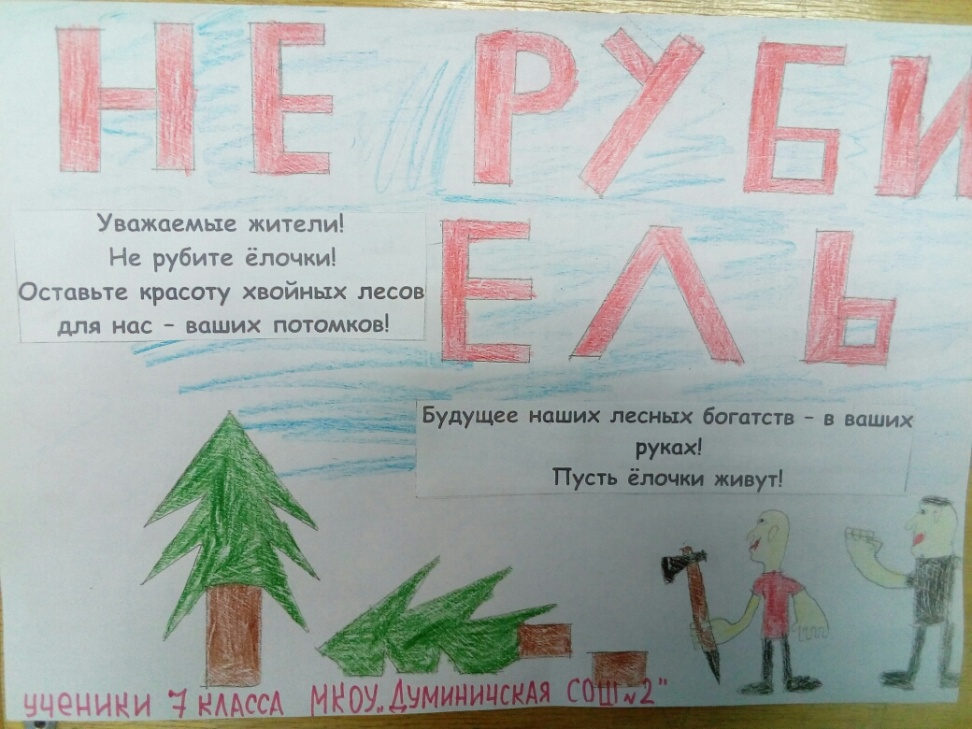 НЕ РУБИ
ЕЛЬ
Уважаемые жители!
Не рубите ёлочки!
Оставьте красоту хвойных лесов
для нас – ваших потомков!
Будущее наших лесных богатств – в ваших
руках!
Пусть ёлочки живут!
ученики 7 класса МКОУ „Думиничская СОШ №2"